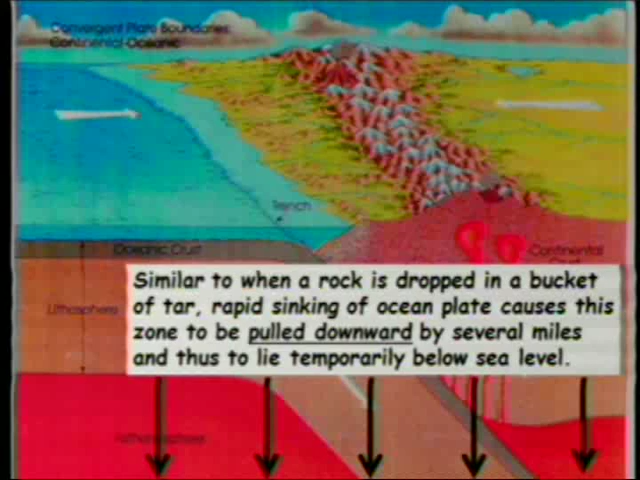 Convergent Plate Boundaries:
Continental-Oceanic
Trench
Oceanic Crust
Continental
Lithosphere
Similar to when a rock is dropped in a bucket
of tar, rapid sinking of ocean plate causes this
zone to be pulled downward by several miles
and thus to lie temporarily below sea level.
Asthenosphere